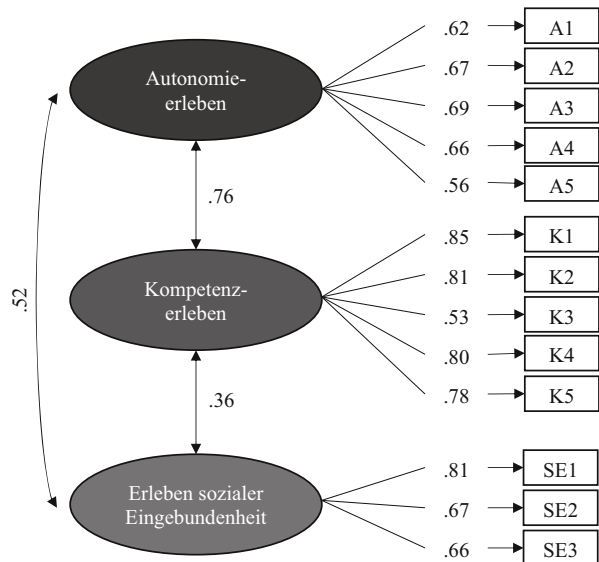 .62 A1
Autonomie-
erleben
.67 A2
.69 A3
.66 A4
.56 A5
.76
.85 K1
Kompetenz-
erleben
.81 K2
.53 K3
.80 K4
.78 K5
.52
.36
.81 SE1
Erleben sozialer
Eingebundenheit
.67 SE2
.66 SE3